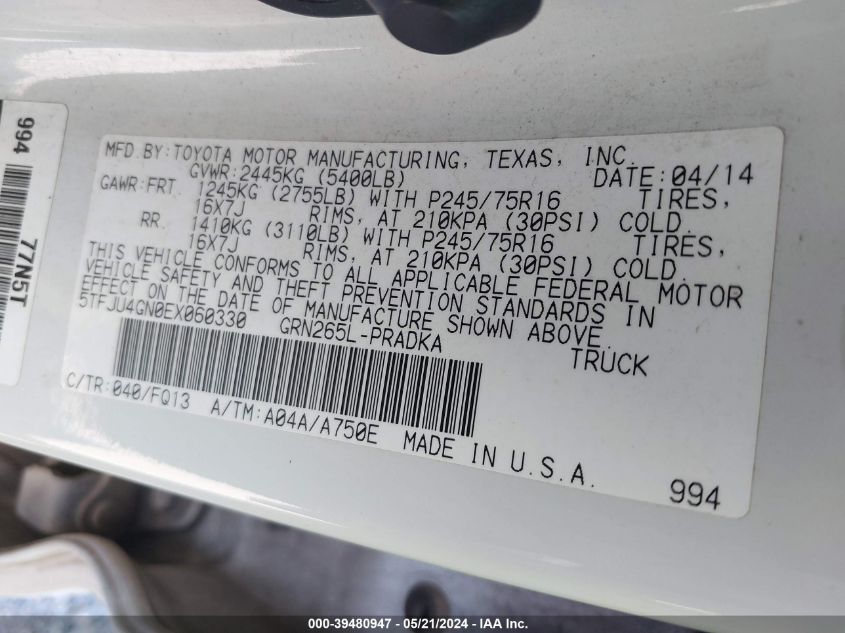 MFD.BY:TOYOTA MOTOR MANUFACTURING, TEXAS, INC.
GVWR:2445KG (5400LB) DATE:04/14
GAWR:FRT. 1245KG (2755LB) WITH P245/75R16 TIRES,
16X7J RIMS, AT 210KPA (30PSI) COLD.
RR. 1410KG (3110LB) WITH P245/75R16 TIRES,
16X7J RIMS, AT 210KPA (30PSI) COLD.
THIS VEHICLE CONFORMS TO ALL APPLICABLE FEDERAL MOTOR
VEHICLE SAFETY AND THEFT PREVENTION STANDARDS IN
EFFECT ON THE DATE OF MANUFACTURE SHOWN ABOVE.
5TFJU4GN0EX060330 GRN265L-PRADKA TRUCK
C/TR:040/FQ13 A/TM:A04A/A750E MADE IN U.S.A.
994
994
77N5T
000-39480947 / 05/21/2024 - IAA Inc.